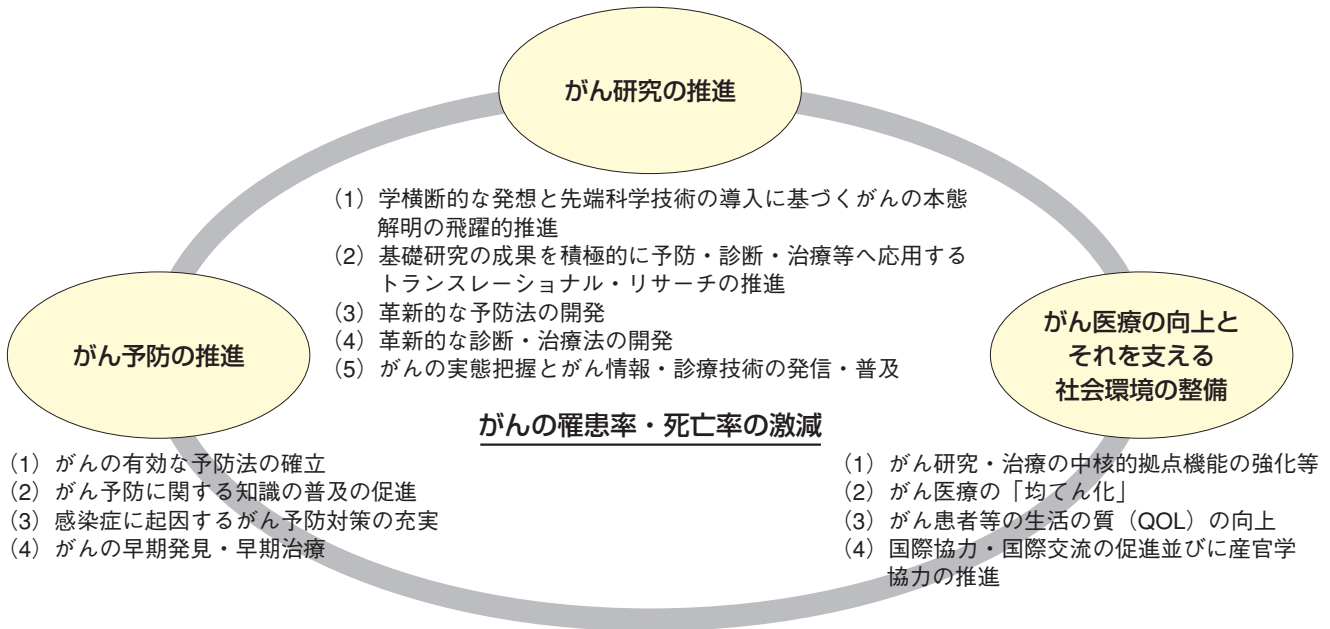 がん研究の推進
（1）学横断的な発想と先端科学技術の導入に基づくがんの本態
解明の飛躍的推進
（2）基礎研究の成果を積極的に予防・診断・治療等へ応用する
トランスレーショナル・リサーチの推進
（3）革新的な予防法の開発
（4）革新的な診断・治療法の開発
（5）がんの実態把握とがん情報・診療技術の発信・普及
がん予防の推進
（1）がんの有効な予防法の確立
（2）がん予防に関する知識の普及の促進
（3）感染症に起因するがん予防対策の充実
（4）がんの早期発見・早期治療
がんの罹患率・死亡率の激減
がん医療の向上と
それを支える
社会環境の整備
（1）がん研究・治療の中核的拠点機能の強化等
（2）がん医療の「均てん化」
（3）がん患者等の生活の質（QOL）の向上
（4）国際協力・国際交流の促進並びに産官学
協力の推進